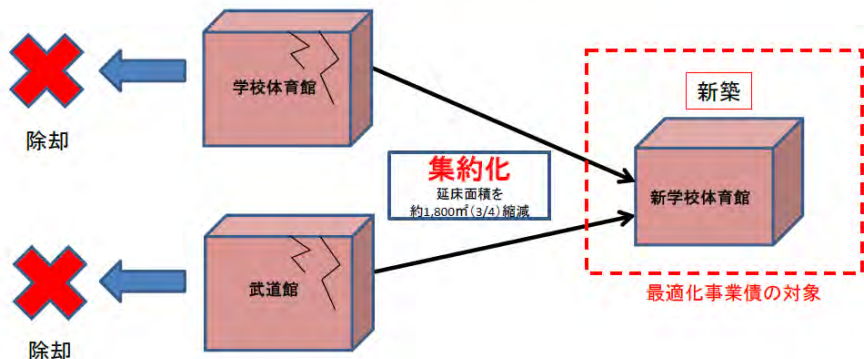 学校体育館
除却
新築
集約化
延床面積を
約1,800㎡(3/4)縮減
新学校体育館
武道館
除却
最適化事業債の対象